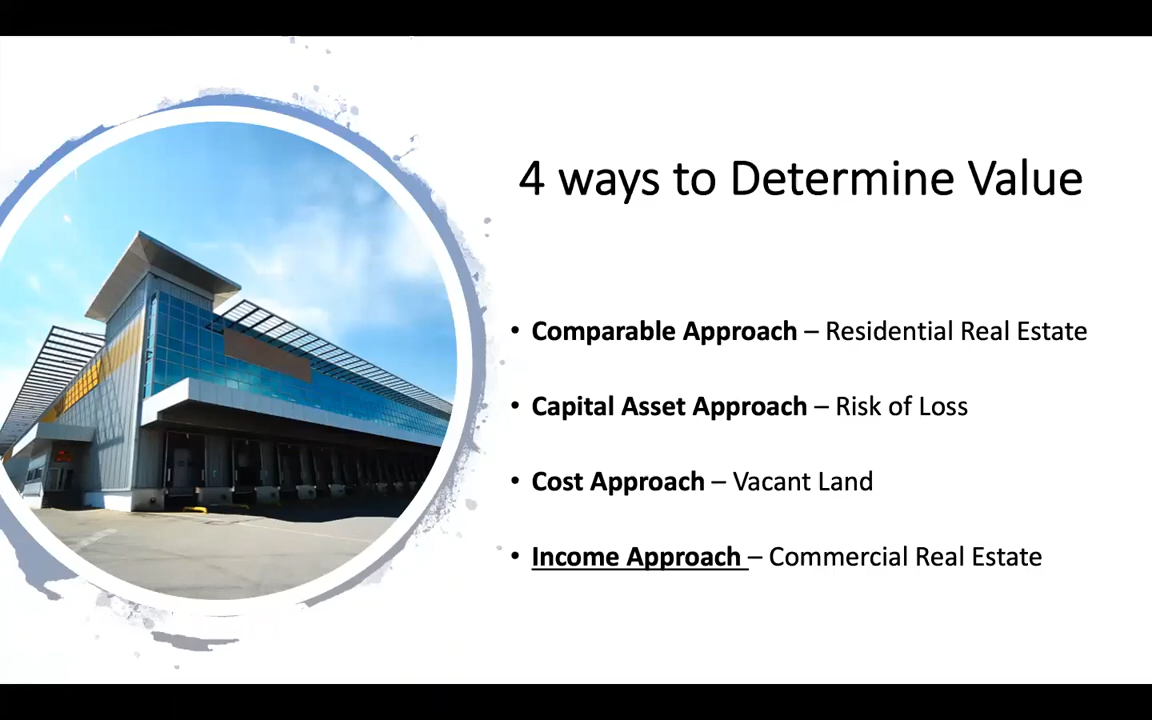 4 ways to Determine Value
• Comparable Approach – Residential Real Estate
• Capital Asset Approach – Risk of Loss
• Cost Approach – Vacant Land
• Income Approach – Commercial Real Estate